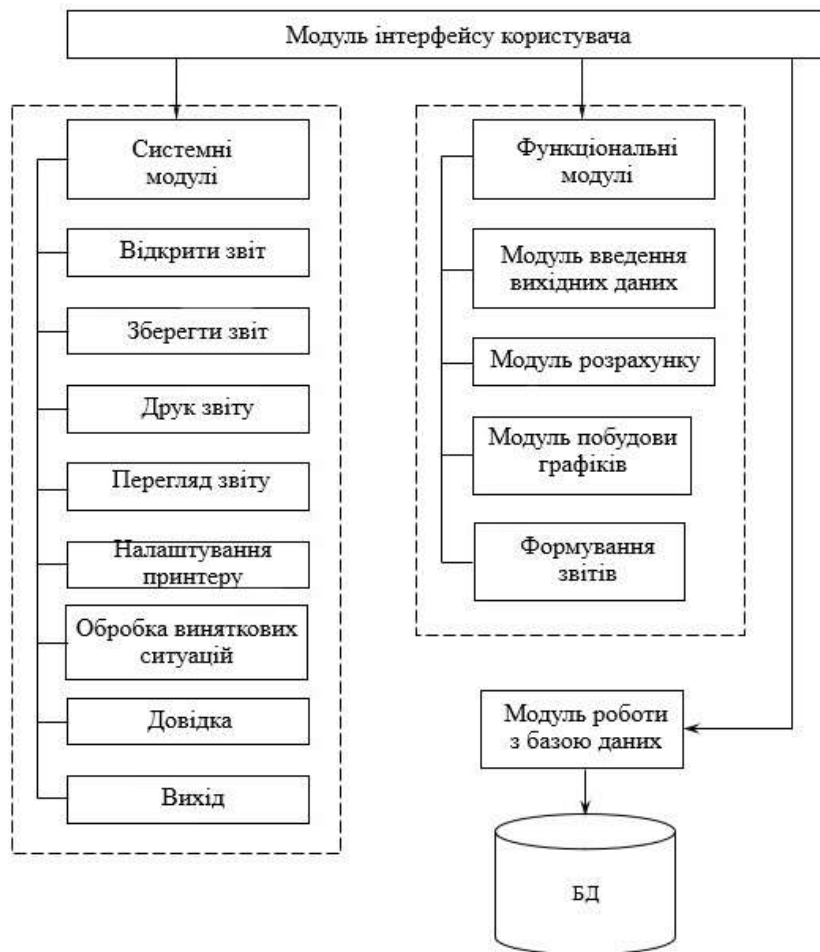 Модуль інтерфейсу користувача
Системні
модулі
Відкрити звіт
Зберегти звіт
Друк звіту
Перегляд звіту
Налаштування
принтеру
Обробка виняткових
ситуацій
Довідка
Вихід
Функціональні
модулі
Модуль введення
вихідних даних
Модуль розрахунку
Модуль побудови
графіків
Формування
звітів
Модуль роботи
з базою даних
БД